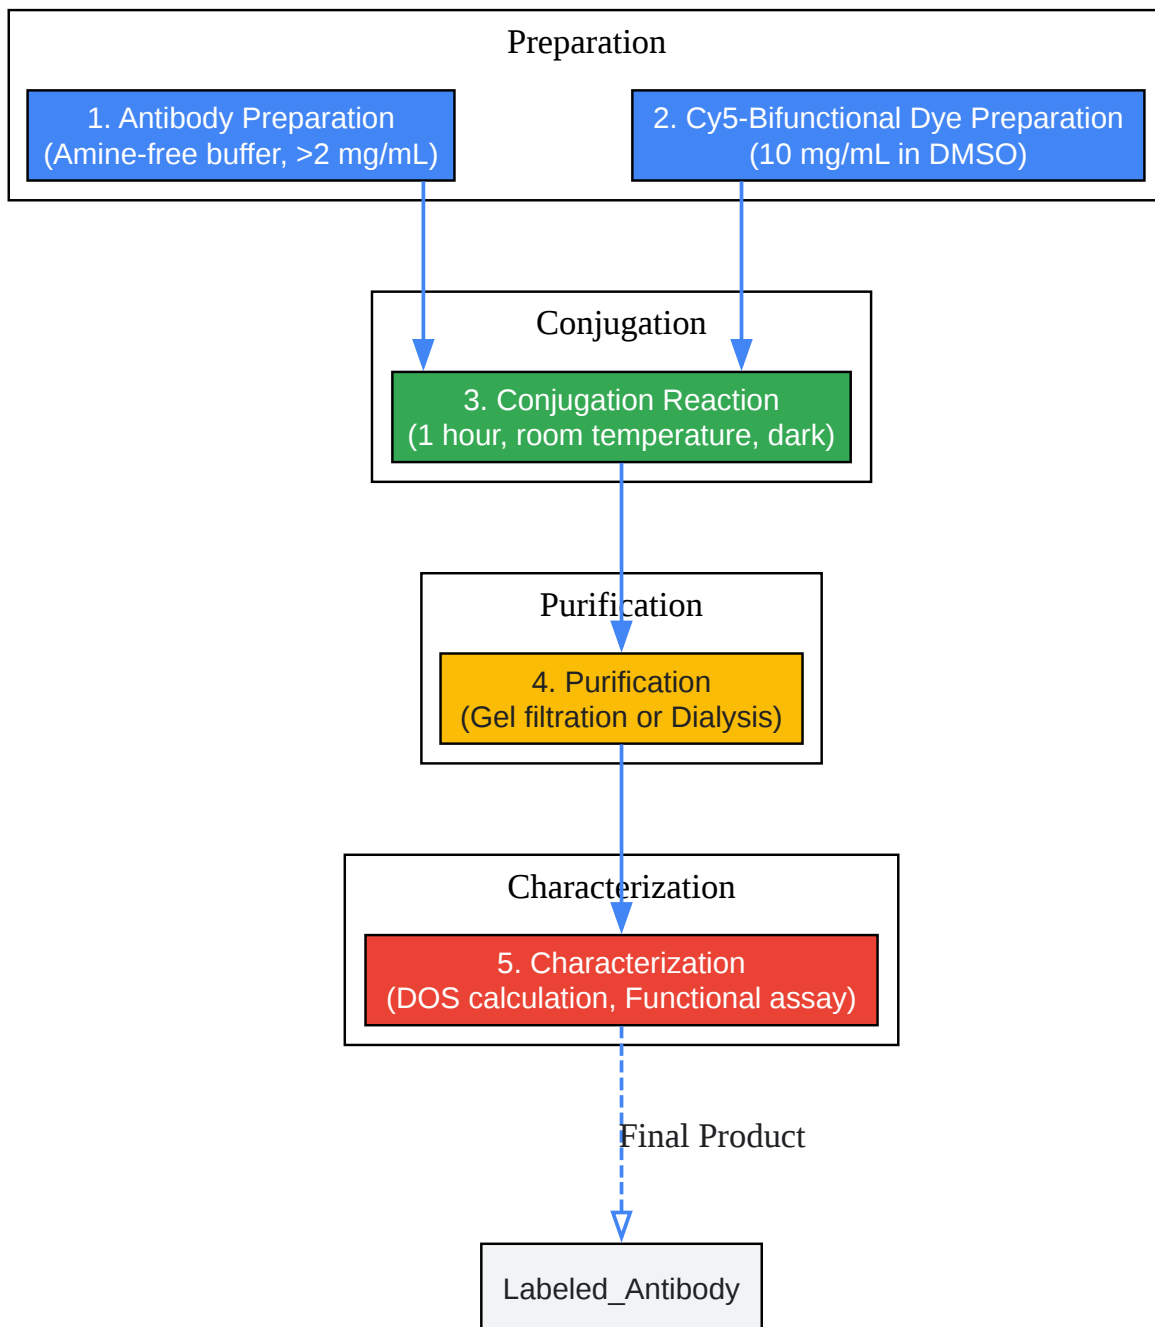 Preparation
1. Antibody Preparation
(Amine-free buffer, >2 mg/mL)
2. Cy5-Bifunctional Dye Preparation
(10 mg/mL in DMSO)
Conjugation
3. Conjugation Reaction
(1 hour, room temperature, dark)
Purification
4. Purification
(Gel filtration or Dialysis)
Characterization
5. Characterization
(DOS calculation, Functional assay)
Final Product
Labeled_Antibody